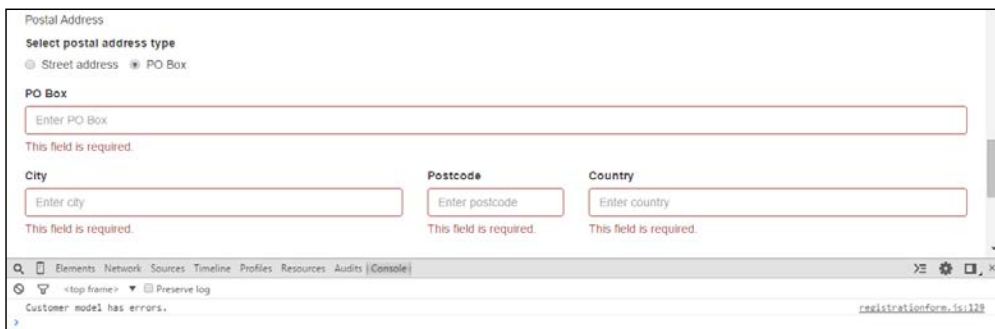 Postal Address
Select postal address type
Street address PO Box
PO Box
Enter PO Box
This field is required.
City Postcode Country
Enter city Enter postcode Enter country
This field is required. This field is required. This field is required.
Elements Network Sources Timeline Profiles Resources Audits Console
<top frame> ▼ Preserve log
Customer model has errors. registrationform.js:129
>